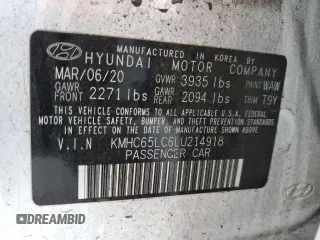 MANUFACTURED IN KOREA BY
HYUNDAI MOTOR COMPANY
MAR/06/20 GVWR 3935 lbs PAINT WAW
GAWR FRONT 2271 lbs GAWR REAR 2094 lbs TRIM T9Y
THIS VEHICLE CONFORMS TO ALL APPLICABLE FEDERAL
MOTOR VEHICLE SAFETY, BUMPER, AND THEFT PREVENTION
STANDARDS IN EFFECT ON THE DATE OF MANUFACTURE
SHOWN ABOVE.
V.I.N KMHC65LC6LU214918
PASSENGER CAR
DREAMBID